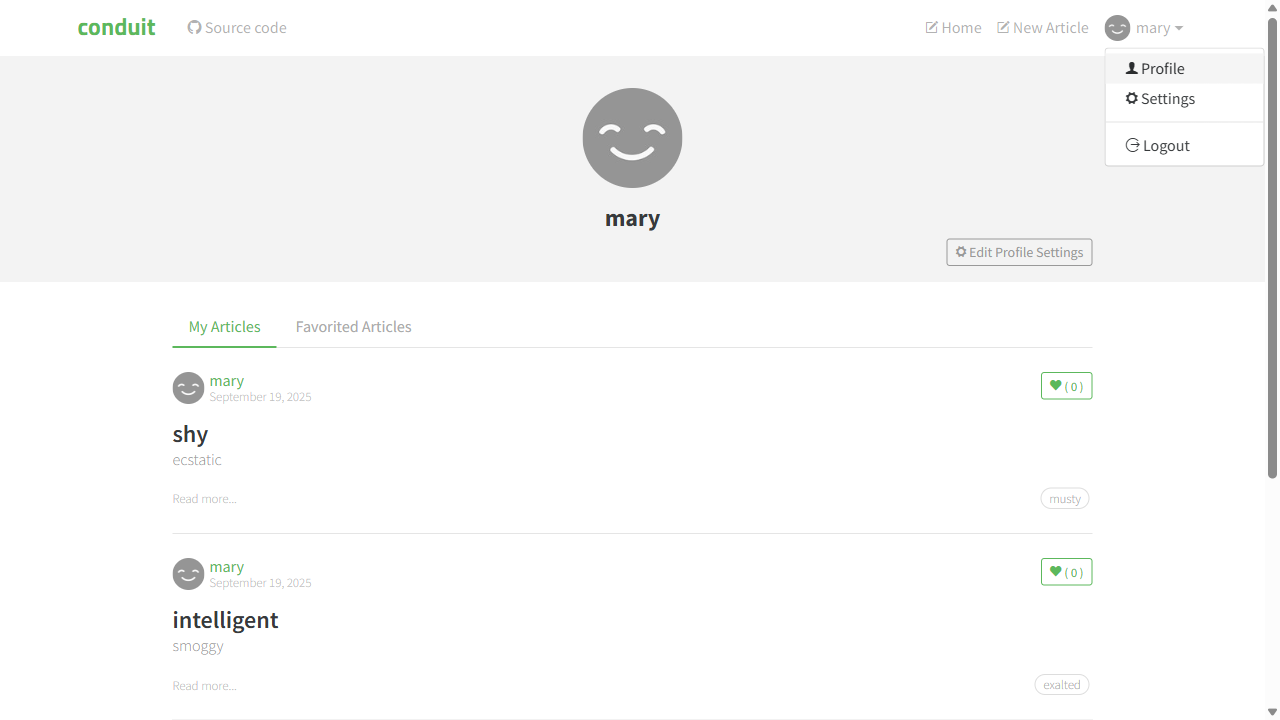 conduit
Source code
Home
New Article
mary
Profile
Settings
Logout
mary
Edit Profile Settings
My Articles
Favorited Articles
mary
September 19, 2025
( 0 )
shy
ecstatic
Read more...
musty
mary
September 19, 2025
( 0 )
intelligent
smoggy
Read more...
exalted